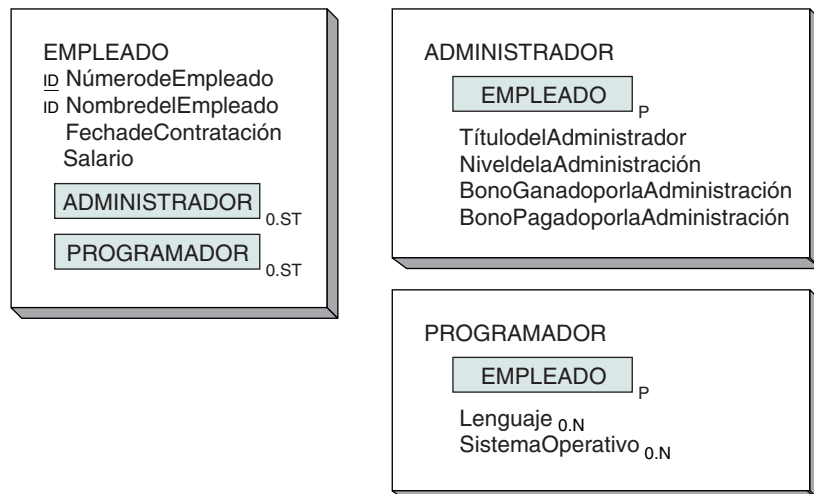 EMPLEADO
ID NúmerodeEmpleado
ID NombredelEmpleado
FechadeContratación
Salario
ADMINISTRADOR 0.ST
PROGRAMADOR 0.ST
ADMINISTRADOR
EMPLEADO P
TítulodelAdministrador
NiveldelaAdministración
BonoGanadoporlaAdministración
BonoPagadoporlaAdministración
PROGRAMADOR
EMPLEADO P
Lenguaje 0.N
SistemaOperativo 0.N